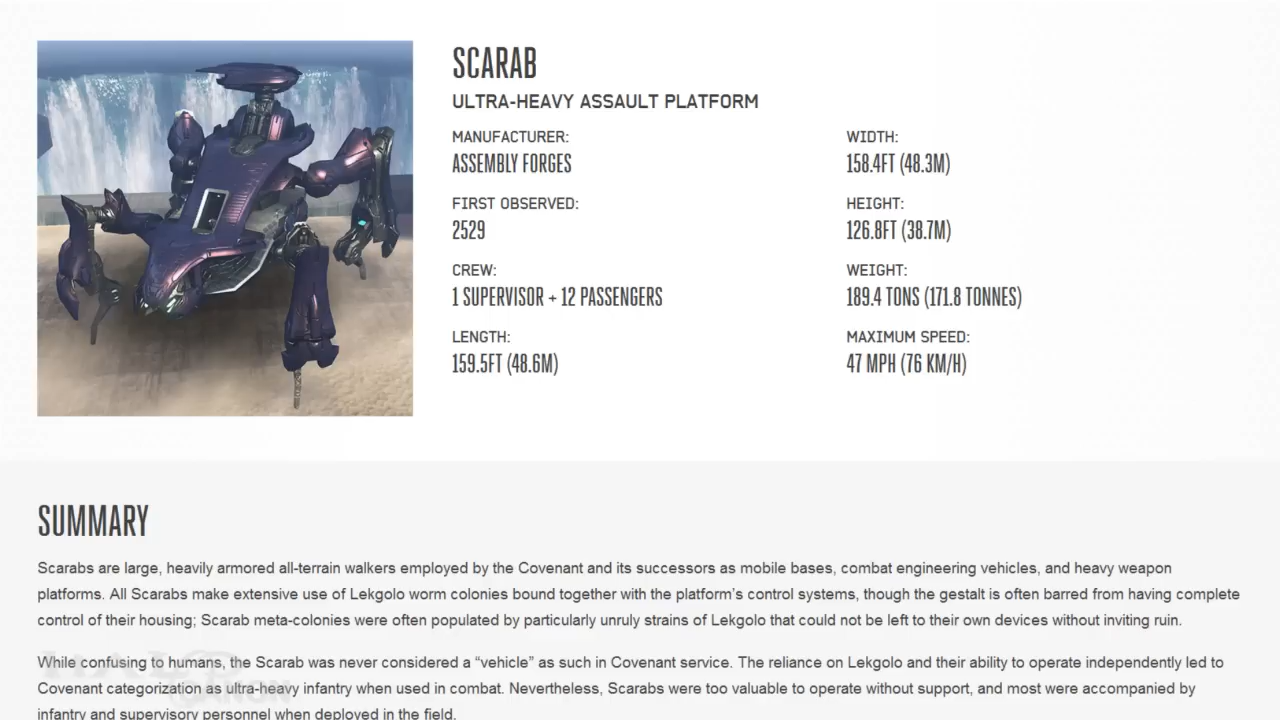 SCARAB
ULTRA-HEAVY ASSAULT PLATFORM
MANUFACTURER:
ASSEMBLY FORGES
FIRST OBSERVED:
2529
CREW:
1 SUPERVISOR + 12 PASSENGERS
LENGTH:
159.5FT (48.6M)
WIDTH:
158.4FT (48.3M)
HEIGHT:
126.8FT (38.7M)
WEIGHT:
189.4 TONS (171.8 TONNES)
MAXIMUM SPEED:
47 MPH (76 KM/H)
SUMMARY
Scarabs are large, heavily armored all-terrain walkers employed by the Covenant and its successors as mobile bases, combat engineering vehicles, and heavy weapon
platforms. All Scarabs make extensive use of Lekgolo worm colonies bound together with the platform's control systems, though the gestalt is often barred from having complete
control of their housing; Scarab meta-colonies were often populated by particularly unruly strains of Lekgolo that could not be left to their own devices without inviting ruin.
While confusing to humans, the Scarab was never considered a “vehicle” as such in Covenant service. The reliance on Lekgolo and their ability to operate independently led to
Covenant categorization as ultra-heavy infantry when used in combat. Nevertheless, Scarabs were too valuable to operate without support, and most were accompanied by
infantry and supervisory personnel when deployed in the field.
HALO
CANON